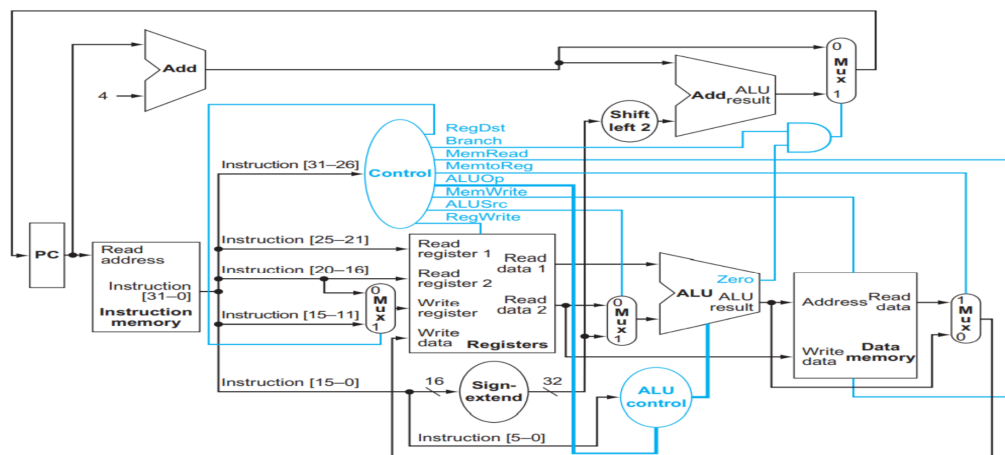 Add
4
0
Mux
1
Add ALU
result
Shift
left 2
RegDst
Branch
MemRead
MemtoReg
ALUOp
MemWrite
ALUSrc
RegWrite
Control
Instruction [31–26]
Instruction [25–21]
Instruction [20–16]
Instruction [15–11]
Instruction [15–0]
Instruction [5–0]
PC
Read
address
Instruction
[31–0]
Instruction
memory
0
Mux
1
Read
register 1
Read
register 2
Write
register
Write
data
Read
data 1
Read
data 2
Registers
0
Mux
1
Zero
ALU ALU
result
Address
Read
data
Write
data
Data
memory
1
Mux
0
16
Sign-
extend
32
ALU
control